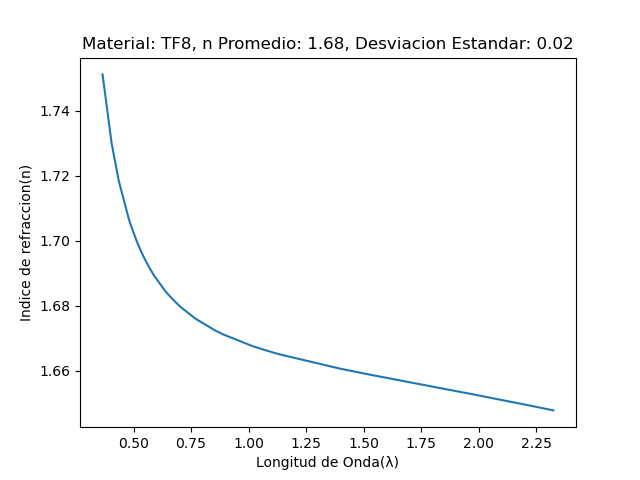 Material: TF8, n Promedio: 1.68, Desviacion Estandar: 0.02
1.74
1.72
1.70
1.68
1.66
Indice de refraccion(n)
0.50 0.75 1.00 1.25 1.50 1.75 2.00 2.25
Longitud de Onda(λ)